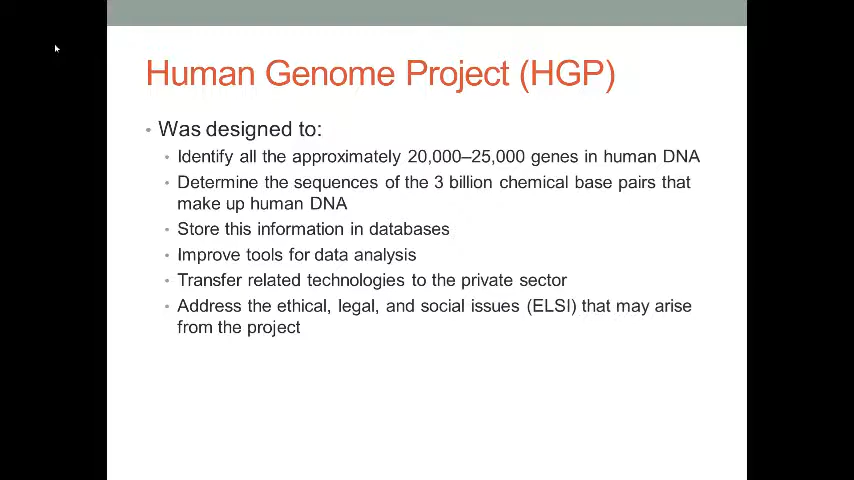 Human Genome Project (HGP)
• Was designed to:
• Identify all the approximately 20,000–25,000 genes in human DNA
• Determine the sequences of the 3 billion chemical base pairs that
make up human DNA
• Store this information in databases
• Improve tools for data analysis
• Transfer related technologies to the private sector
• Address the ethical, legal, and social issues (ELSI) that may arise
from the project